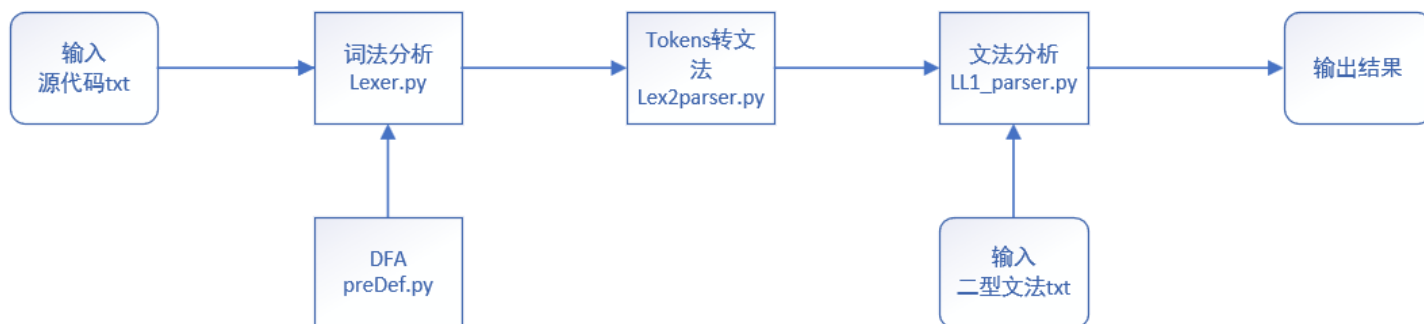 输入
源代码txt
词法分析
Lexer.py
Tokens转文
法
Lex2parser.py
文法分析
LL1_parser.py
输出结果
DFA
preDef.py
输入
二型文法txt